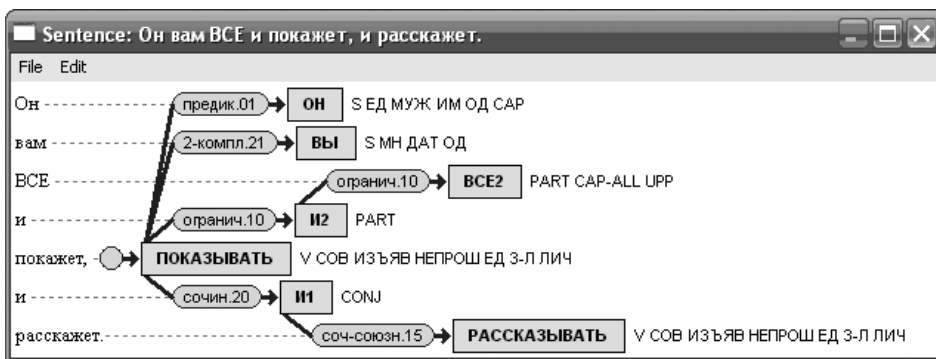 Sentence: Он вам ВСЕ и покажет, и расскажет.
File Edit
Он предик.01 ОН S ЕД МУЖ ИМ ОД CAP
вам 2-компл.21 ВЫ S МН ДАТ ОД
ВСЕ огранич.10 ВСЕ2 PART CAP-ALL UPP
и огранич.10 И2 PART
покажет, ПОКАЗЫВАТЬ V СОВ ИЗЪЯВ НЕПРОШ ЕД 3-Л ЛИЧ
и сочин.20 И1 CONJ
расскажет. соч-союзн.15 РАССКАЗЫВАТЬ V СОВ ИЗЪЯВ НЕПРОШ ЕД 3-Л ЛИЧ